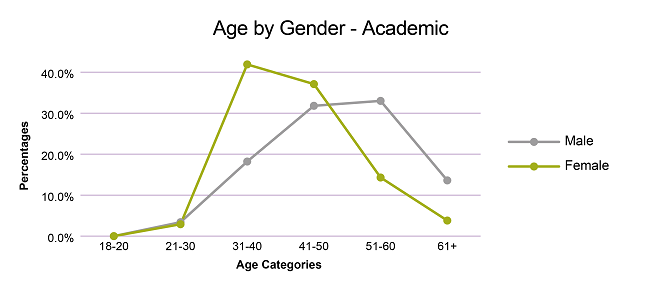 Age by Gender - Academic
40.0%
30.0%
20.0%
10.0%
0.0%
Percentages
18-20 21-30 31-40 41-50 51-60 61+
Age Categories
Male
Female